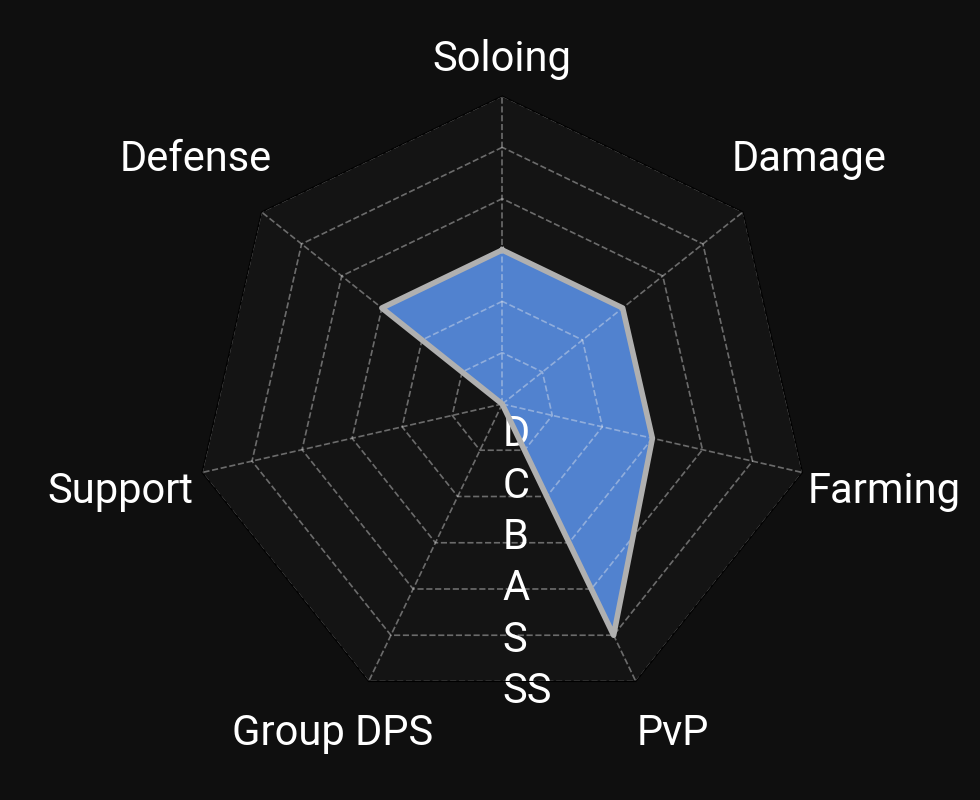 Soloing
Defense
Damage
D
C
Support
Farming
B
A
S
SS
Group DPS
PvP